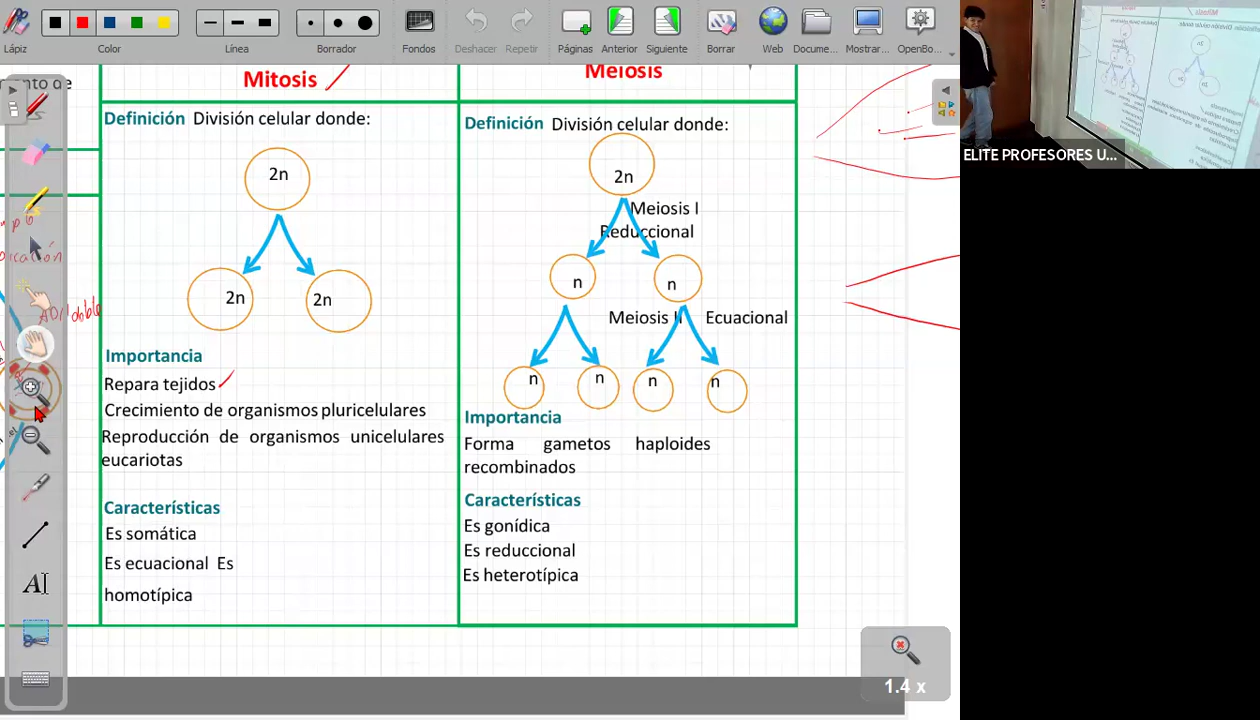 Lápiz
Color
Línea
Borrador
Fondos
Deshacer
Repetir
Páginas
Anterior
Siguiente
Borrar
Web
Docume...
Mostrar...
OpenBo...
Mitosis
Meiosis
Definición División celular donde:
2n
2n
2n
Importancia
Repara tejidos
Crecimiento de organismos pluricelulares
Reproducción de organismos unicelulares
eucariotas
Características
Es somática
Es ecuacional Es
homotípica
Definición División celular donde:
2n
Meiosis I
Reduccional
n
n
Meiosis II Ecuacional
n
n
n
n
Importancia
Forma gametos haploides
recombinados
Características
Es gonídica
Es reduccional
Es heterotípica
ADN doble
AI
1.4 x
ELITE PROFESORES U...